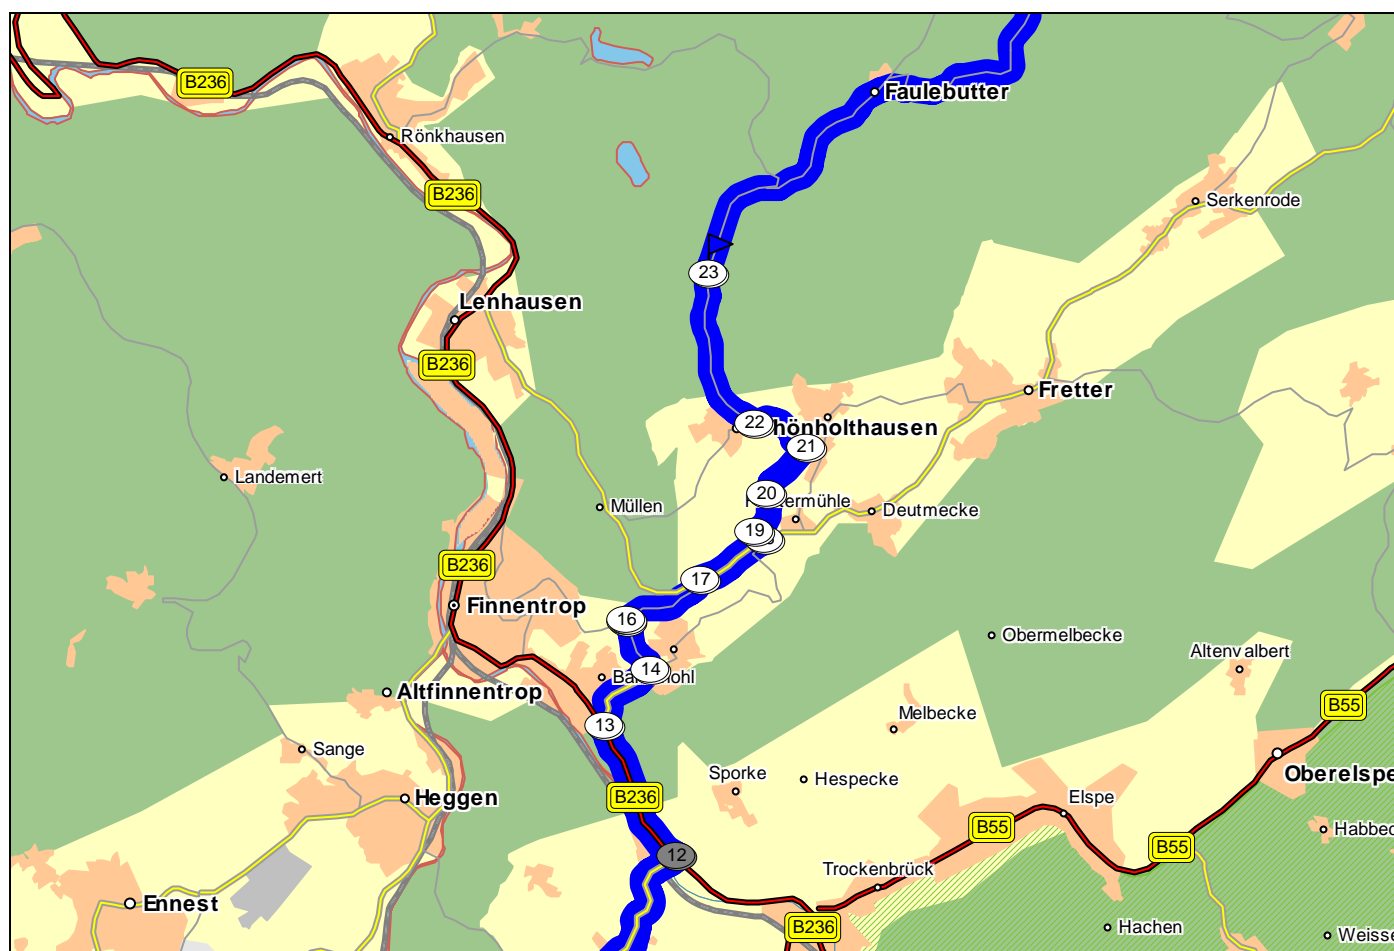 B236
Faulebutter
Rönkhausen
B236
Serkenrode
23
Lenhausen
B236
Fretter
22
hönholthausen
21
Landemert
20
Müllen
ermühle
Deutmecke
19
B236
17
Finnentrop
16
Obermelbecke
Altenvalbert
14
Altfinnentrop
B55
13
Melbecke
Sange
Sporke
Hespecke
Oberelspe
B236
Heggen
Elspe
B55
Habbec
B55
12
Trockenbrück
Ennest
B236
Hachen
Weisse